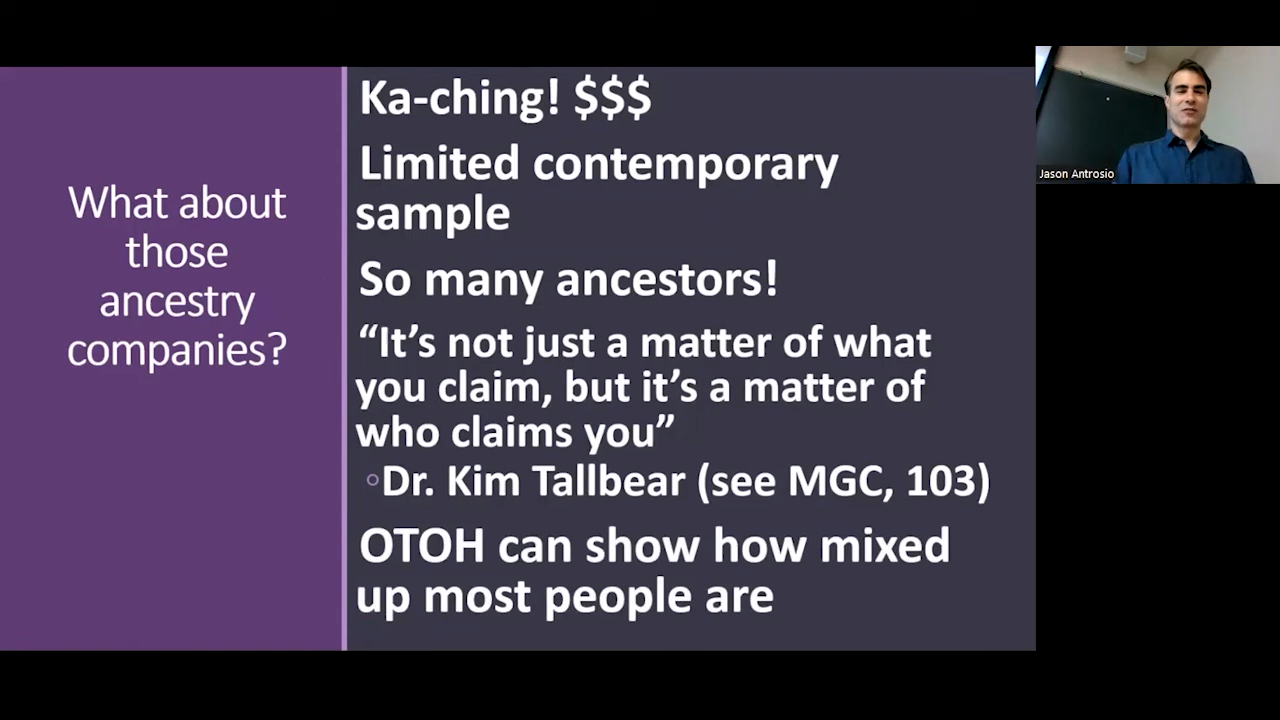 What about
those
ancestry
companies?
Ka-ching! $$$
Limited contemporary
sample
So many ancestors!
“It’s not just a matter of what
you claim, but it’s a matter of
who claims you”
◦Dr. Kim Tallbear (see MGC, 103)
OTOH can show how mixed
up most people are
Jason Antrosio